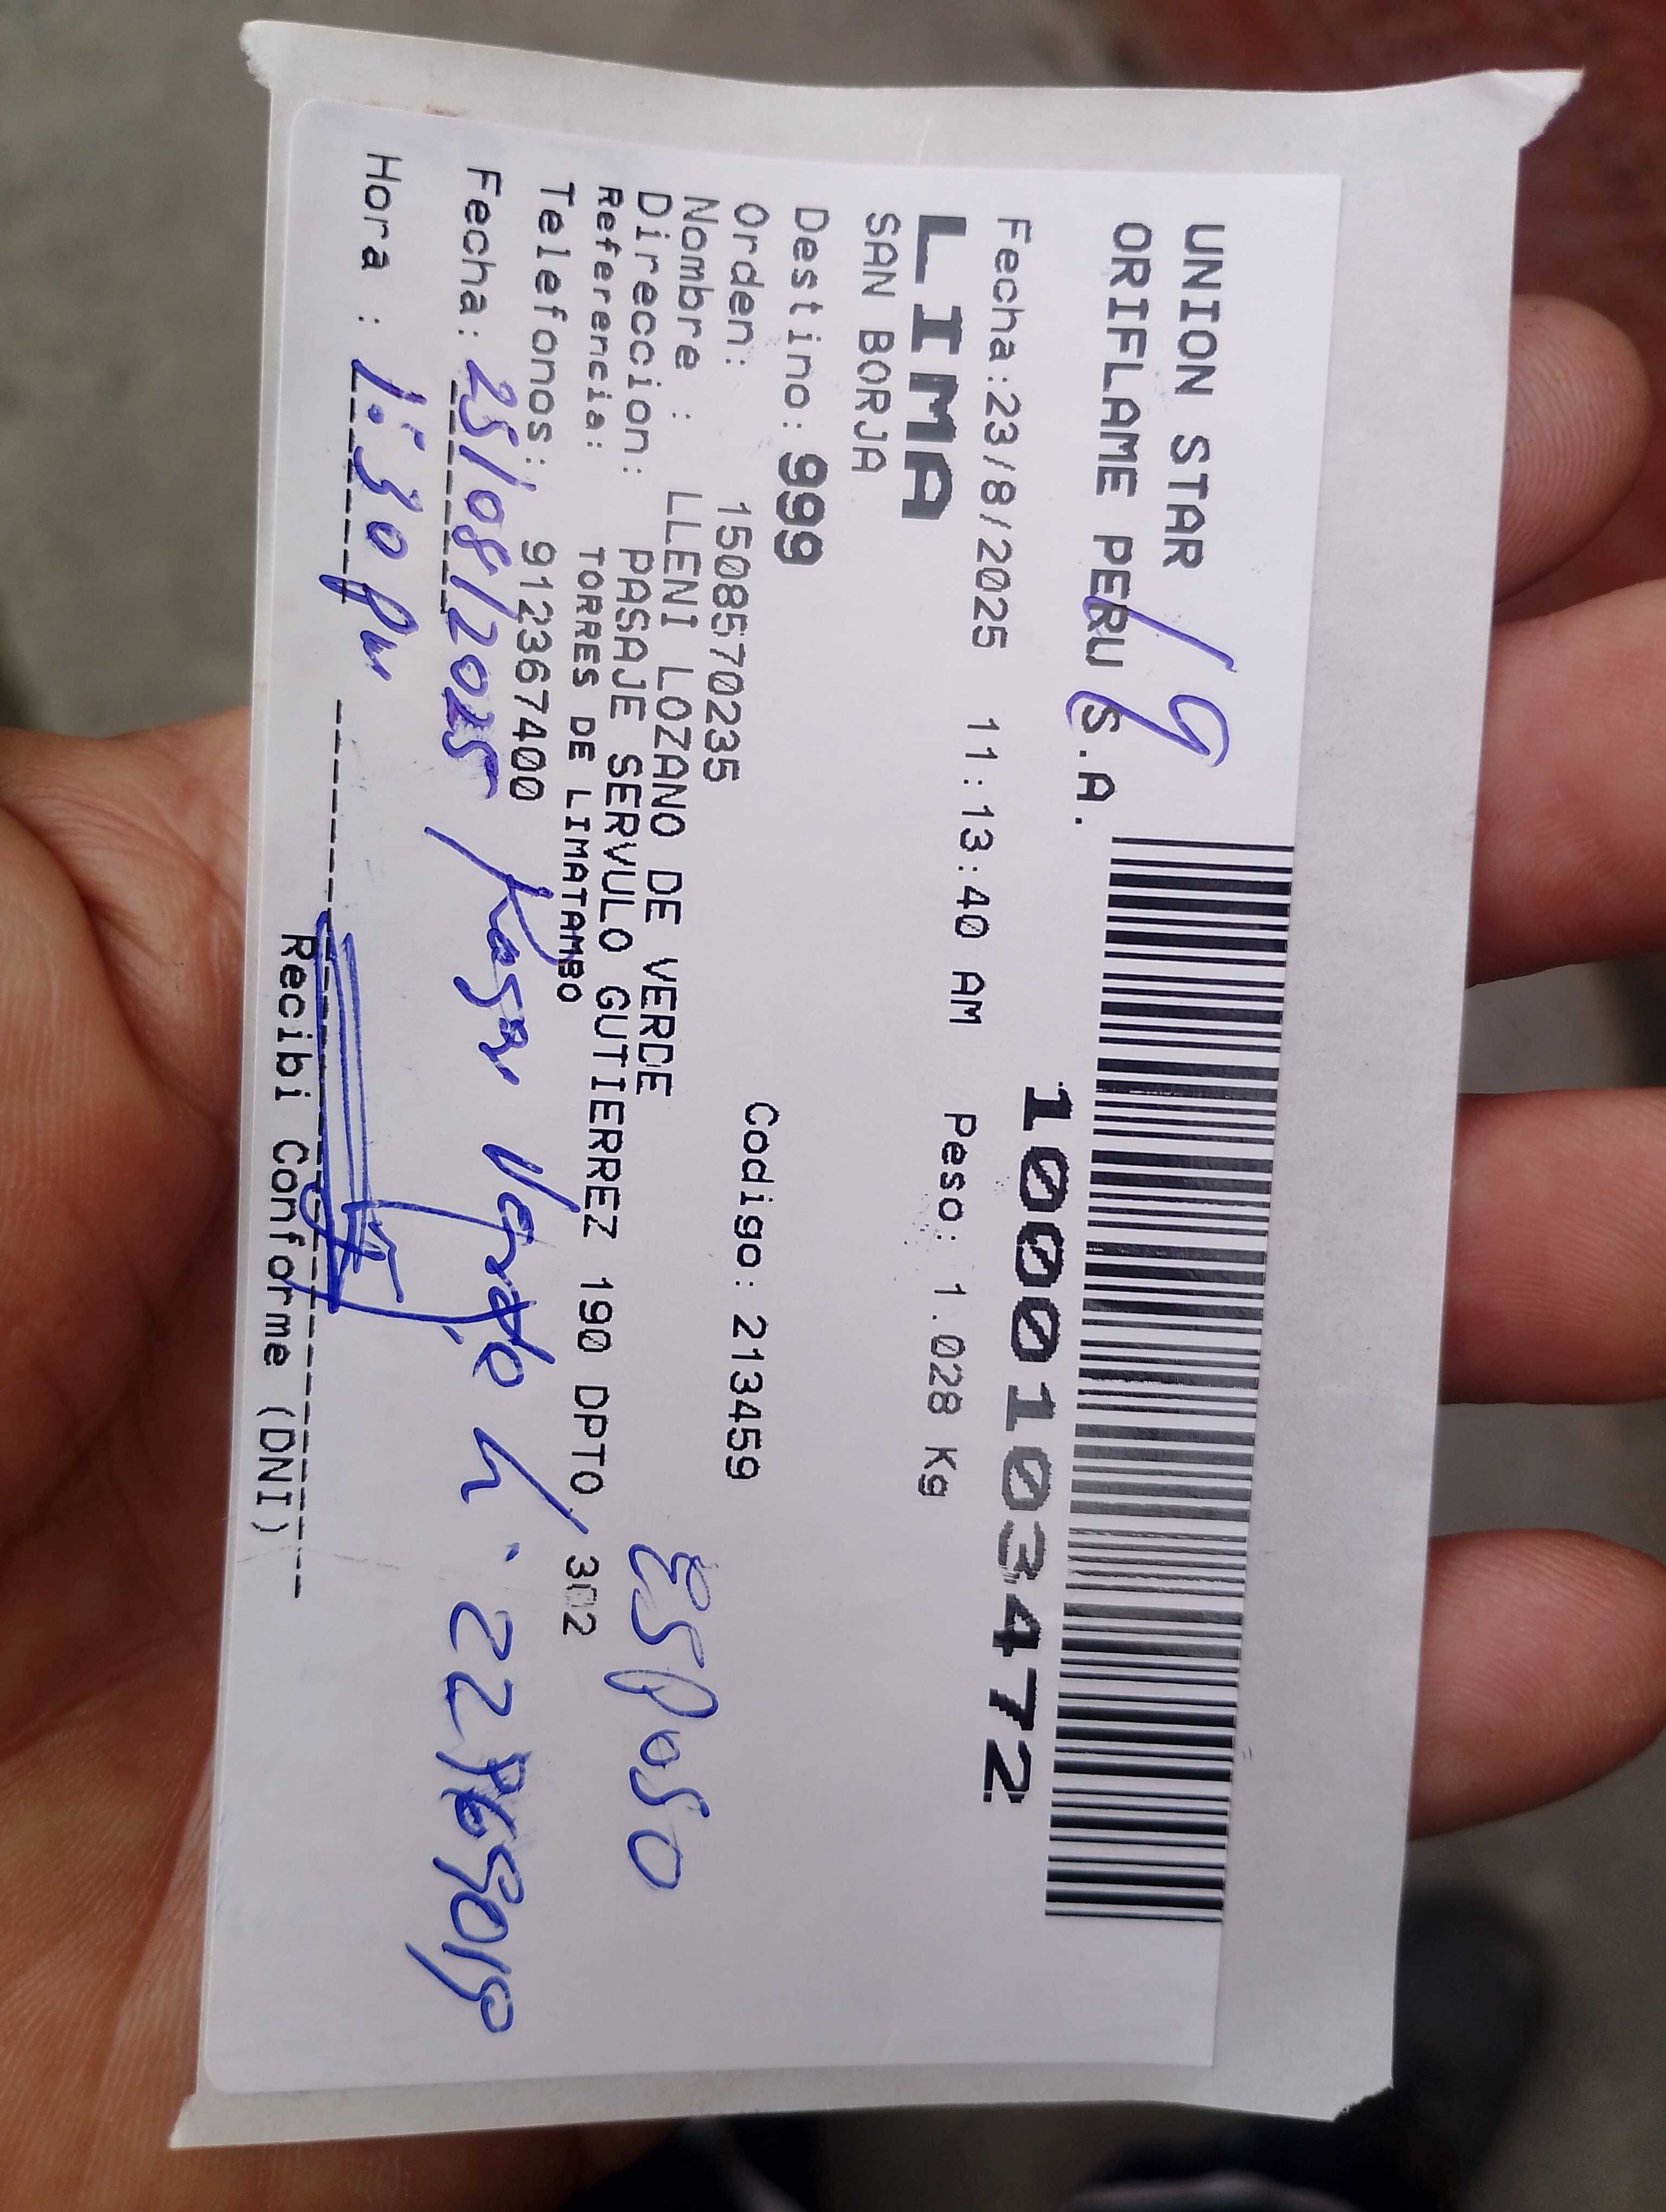 UNION STAR
ORIFLAME PERU S.A.
19
1000103472
Fecha:23/8/2025 11:13:40 AM Peso: 1.028 Kg
LIMA
SAN BORJA
Destino: 999
Orden: 1508570235 Codigo: 213459
Nombre : LLENI LOZANO DE VERDE
Direccion: PASAJE SERVULO GUTIERREZ 190 DPTO 302
Referencia: TORRES DE LIMATAMBO
Telefonos: 912367400
ESPOSO
Fecha: 25/08/2025
Hora : 1:30 pm
Recibi Conforme (DNI)